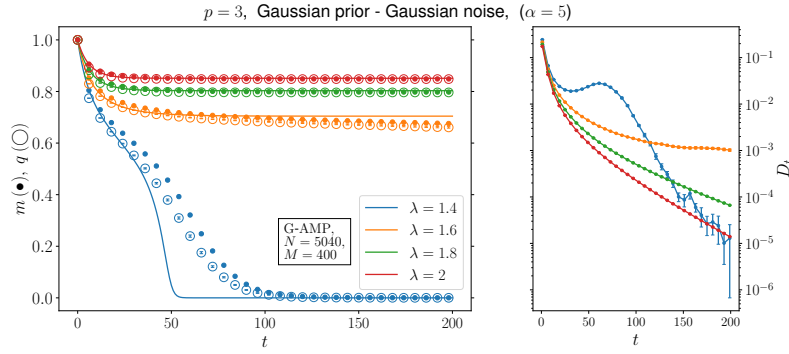 p = 3, Gaussian prior - Gaussian noise, (α = 5)
1.0
0.8
0.6
0.4
0.2
0.0
m (●), q (○)
G-AMP,
N = 5040,
M = 400
λ = 1.4
λ = 1.6
λ = 1.8
λ = 2
0 50 100 150 200
t
10⁻¹
10⁻²
10⁻³
10⁻⁴
10⁻⁵
10⁻⁶
D_t
0 50 100 150 200
t